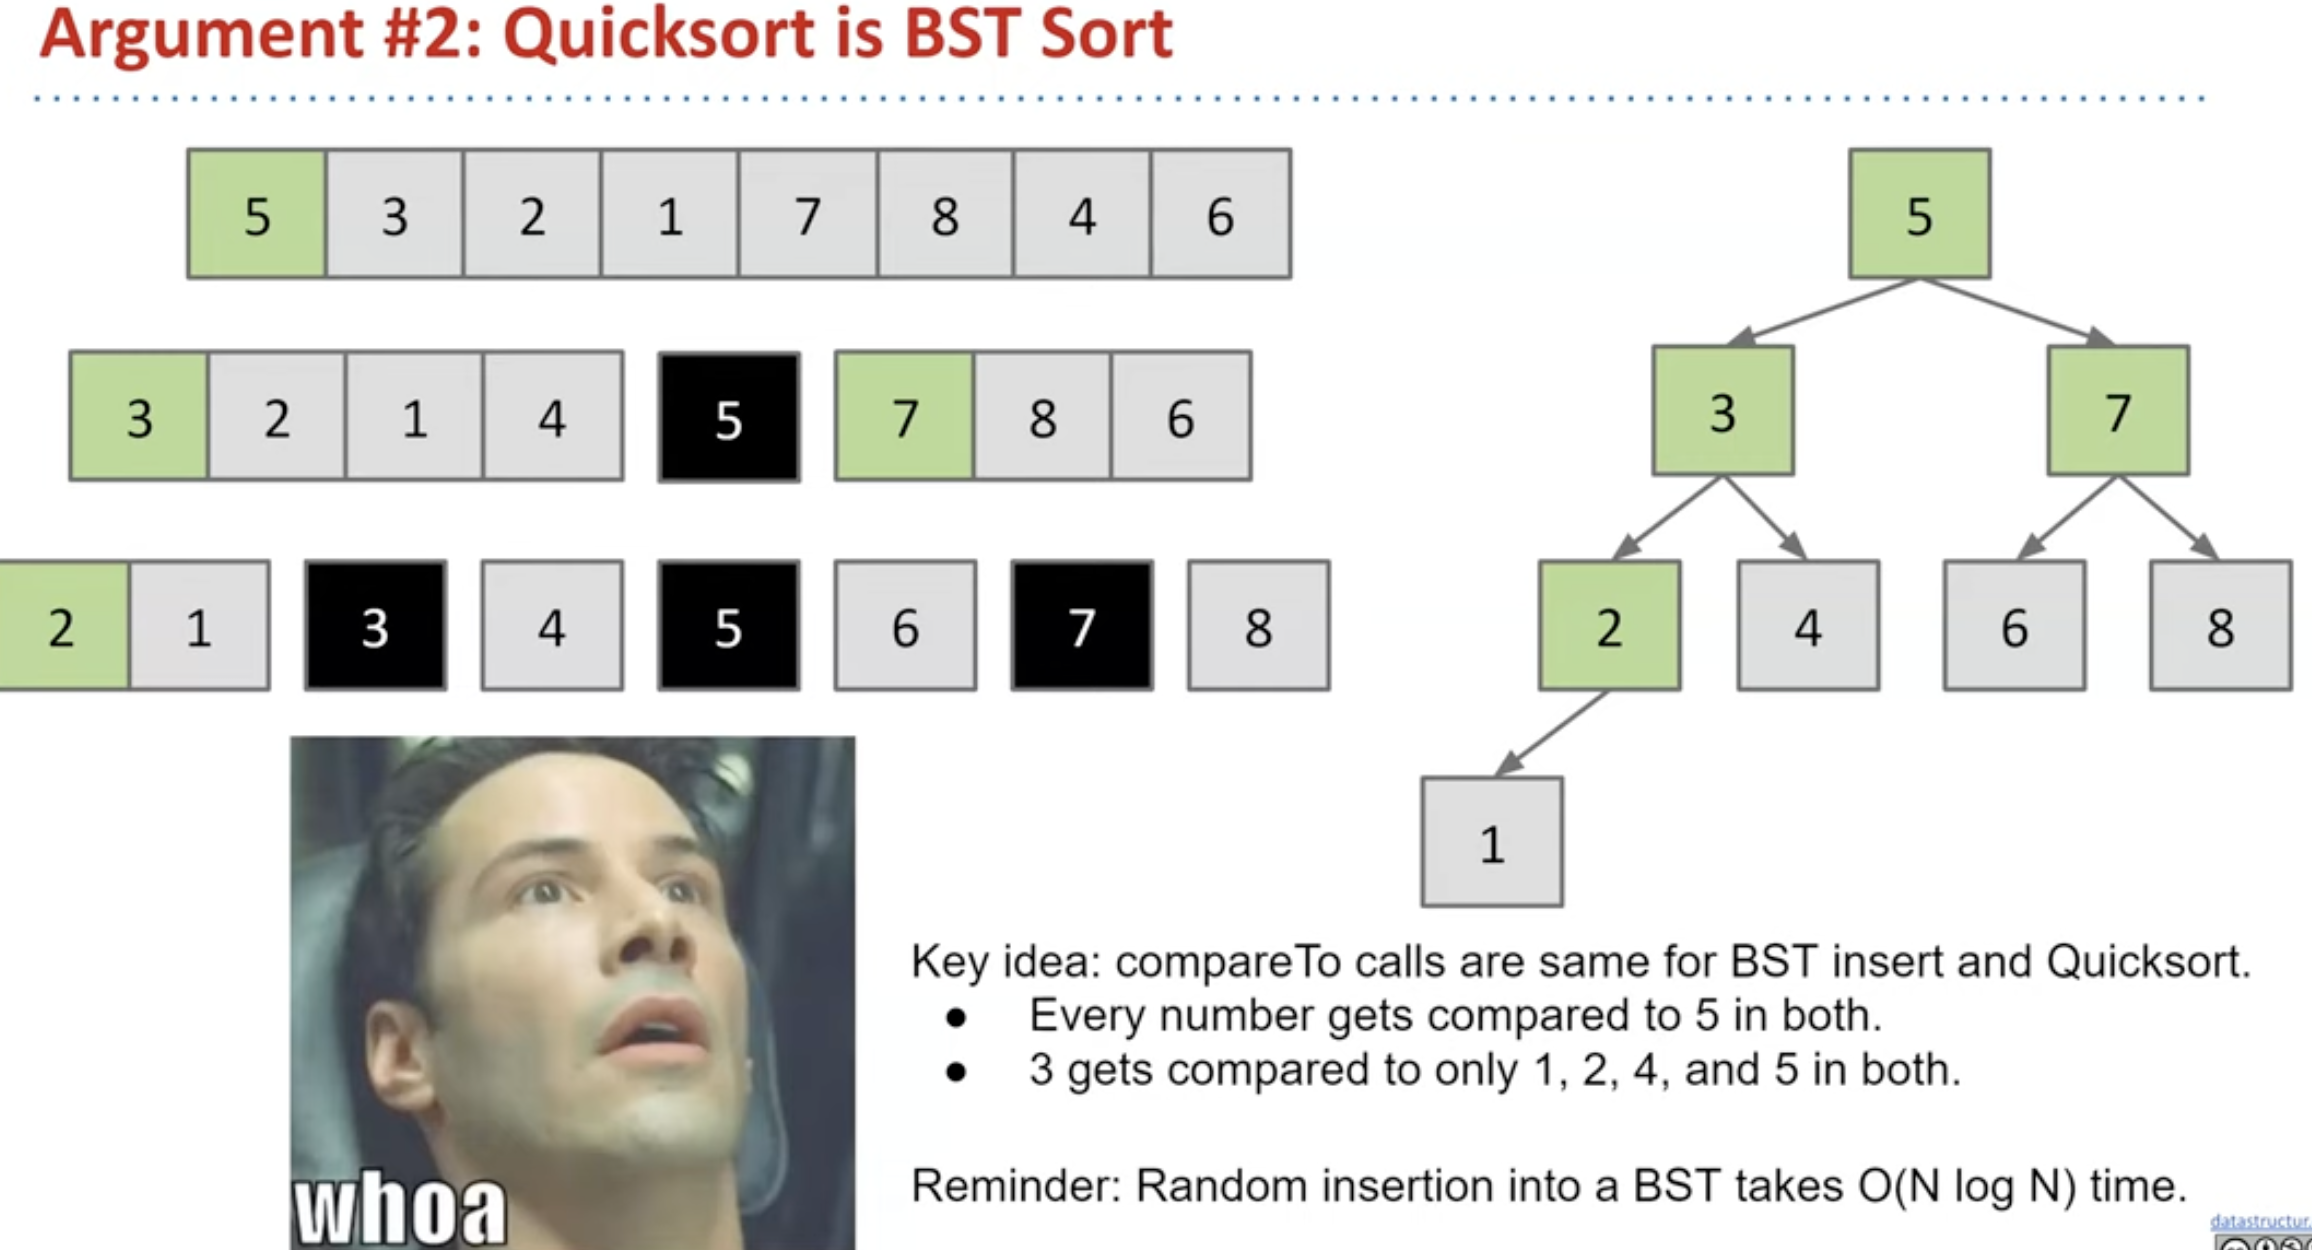 Argument #2: Quicksort is BST Sort
5 3 2 1 7 8 4 6
3 2 1 4 5 7 8 6
2 1 3 4 5 6 7 8
5
3 7
2 4 6 8
1
whoa
Key idea: compareTo calls are same for BST insert and Quicksort.
● Every number gets compared to 5 in both.
● 3 gets compared to only 1, 2, 4, and 5 in both.
Reminder: Random insertion into a BST takes O(N log N) time.
datastructur.